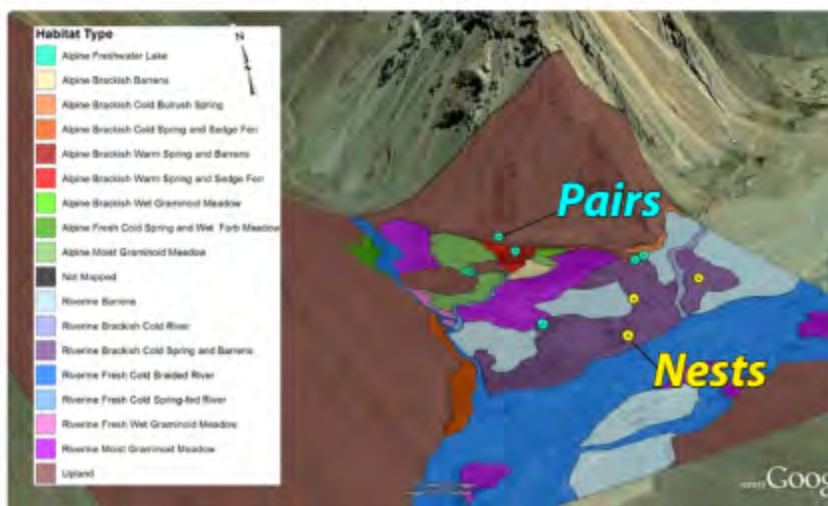 Habitat Type
N
Alpine Freshwater Lake
Alpine Brackish Barrens
Alpine Brackish Cold Bulrush Spring
Alpine Brackish Cold Spring and Sedge Fen
Alpine Brackish Warm Spring and Barrens
Alpine Brackish Warm Spring and Sedge Fen
Alpine Brackish Wet Graminoid Meadow
Alpine Fresh Cold Spring and Wet Forb Meadow
Alpine Moist Graminoid Meadow
Not Mapped
Riverine Barrens
Riverine Brackish Cold River
Riverine Brackish Cold Spring and Barrens
Riverine Fresh Cold Braided River
Riverine Fresh Cold Spring-fed River
Riverine Fresh Wet Graminoid Meadow
Riverine Moist Graminoid Meadow
Upland
Pairs
Nests
Goog